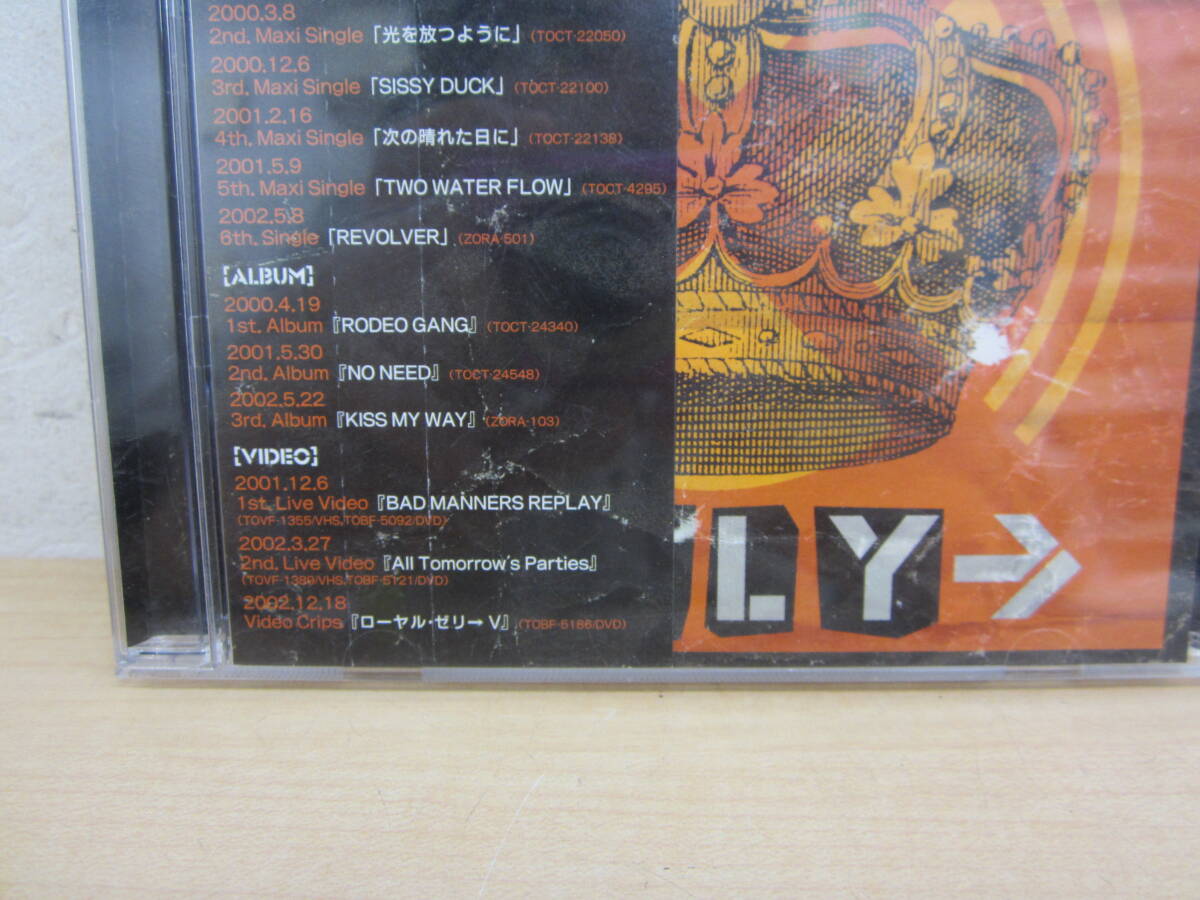 2000.3.8
2nd. Maxi Single「光を放つように」(TOCT-22050)
2000.12.6
3rd. Maxi Single「SISSY DUCK」(TOCT-22100)
2001.2.16
4th. Maxi Single「次の晴れた日に」(TOCT-22138)
2001.5.9
5th. Maxi Single「TWO WATER FLOW」(TOCT-4295)
2002.5.8
6th. Single「REVOLVER」(ZORA-501)
[ALBUM]
2000.4.19
1st. Album『RODEO GANG』(TOCT-24340)
2001.5.30
2nd. Album『NO NEED』(TOCT-24548)
2002.5.22
3rd. Album『KISS MY WAY』(ZORA-103)
[VIDEO]
2001.12.6
1st. Live Video『BAD MANNERS REPLAY』
(TOVF-1355/VHS,TOBF-5092/DVD)
2002.3.27
2nd. Live Video『All Tomorrow's Parties』
(TOVF-1389/VHS,TOBF-5121/DVD)
2002.12.18
Video Crips『ローヤル・ゼリ→ V』(TOBF-5186/DVD)
LY→